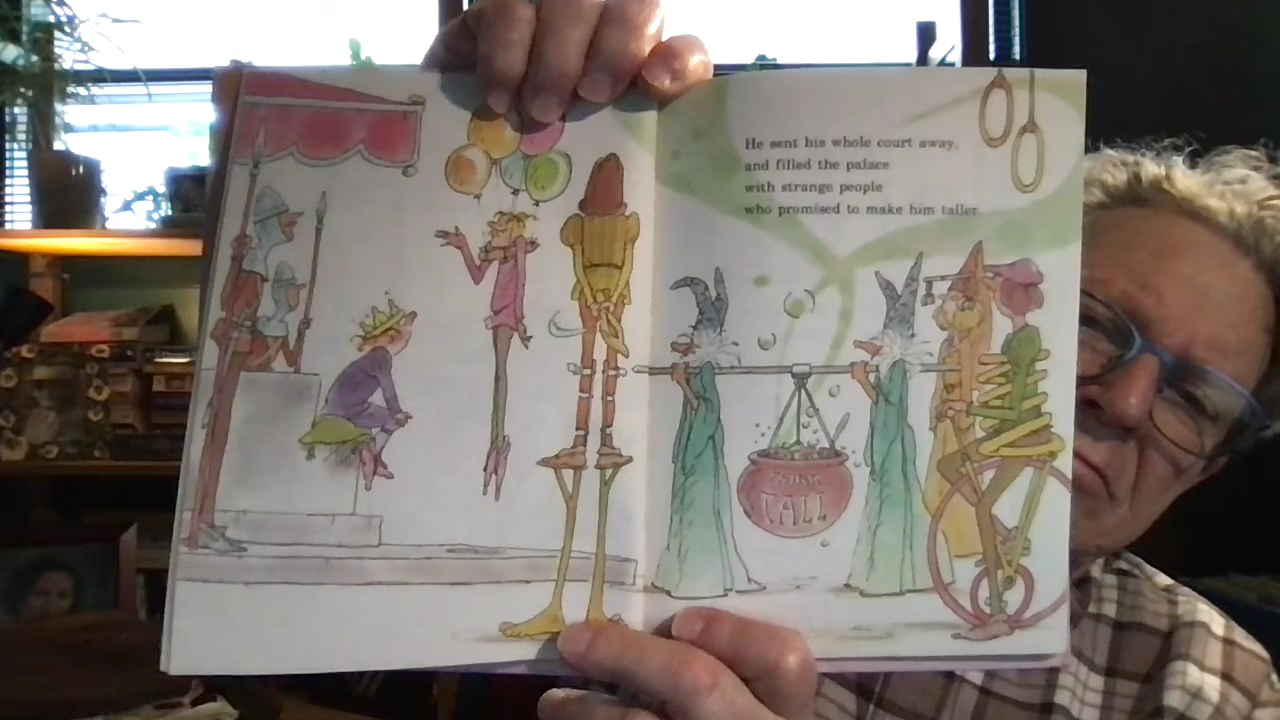 He sent his whole court away,
and filled the palace
with strange people
who promised to make him taller
THINK
TALL